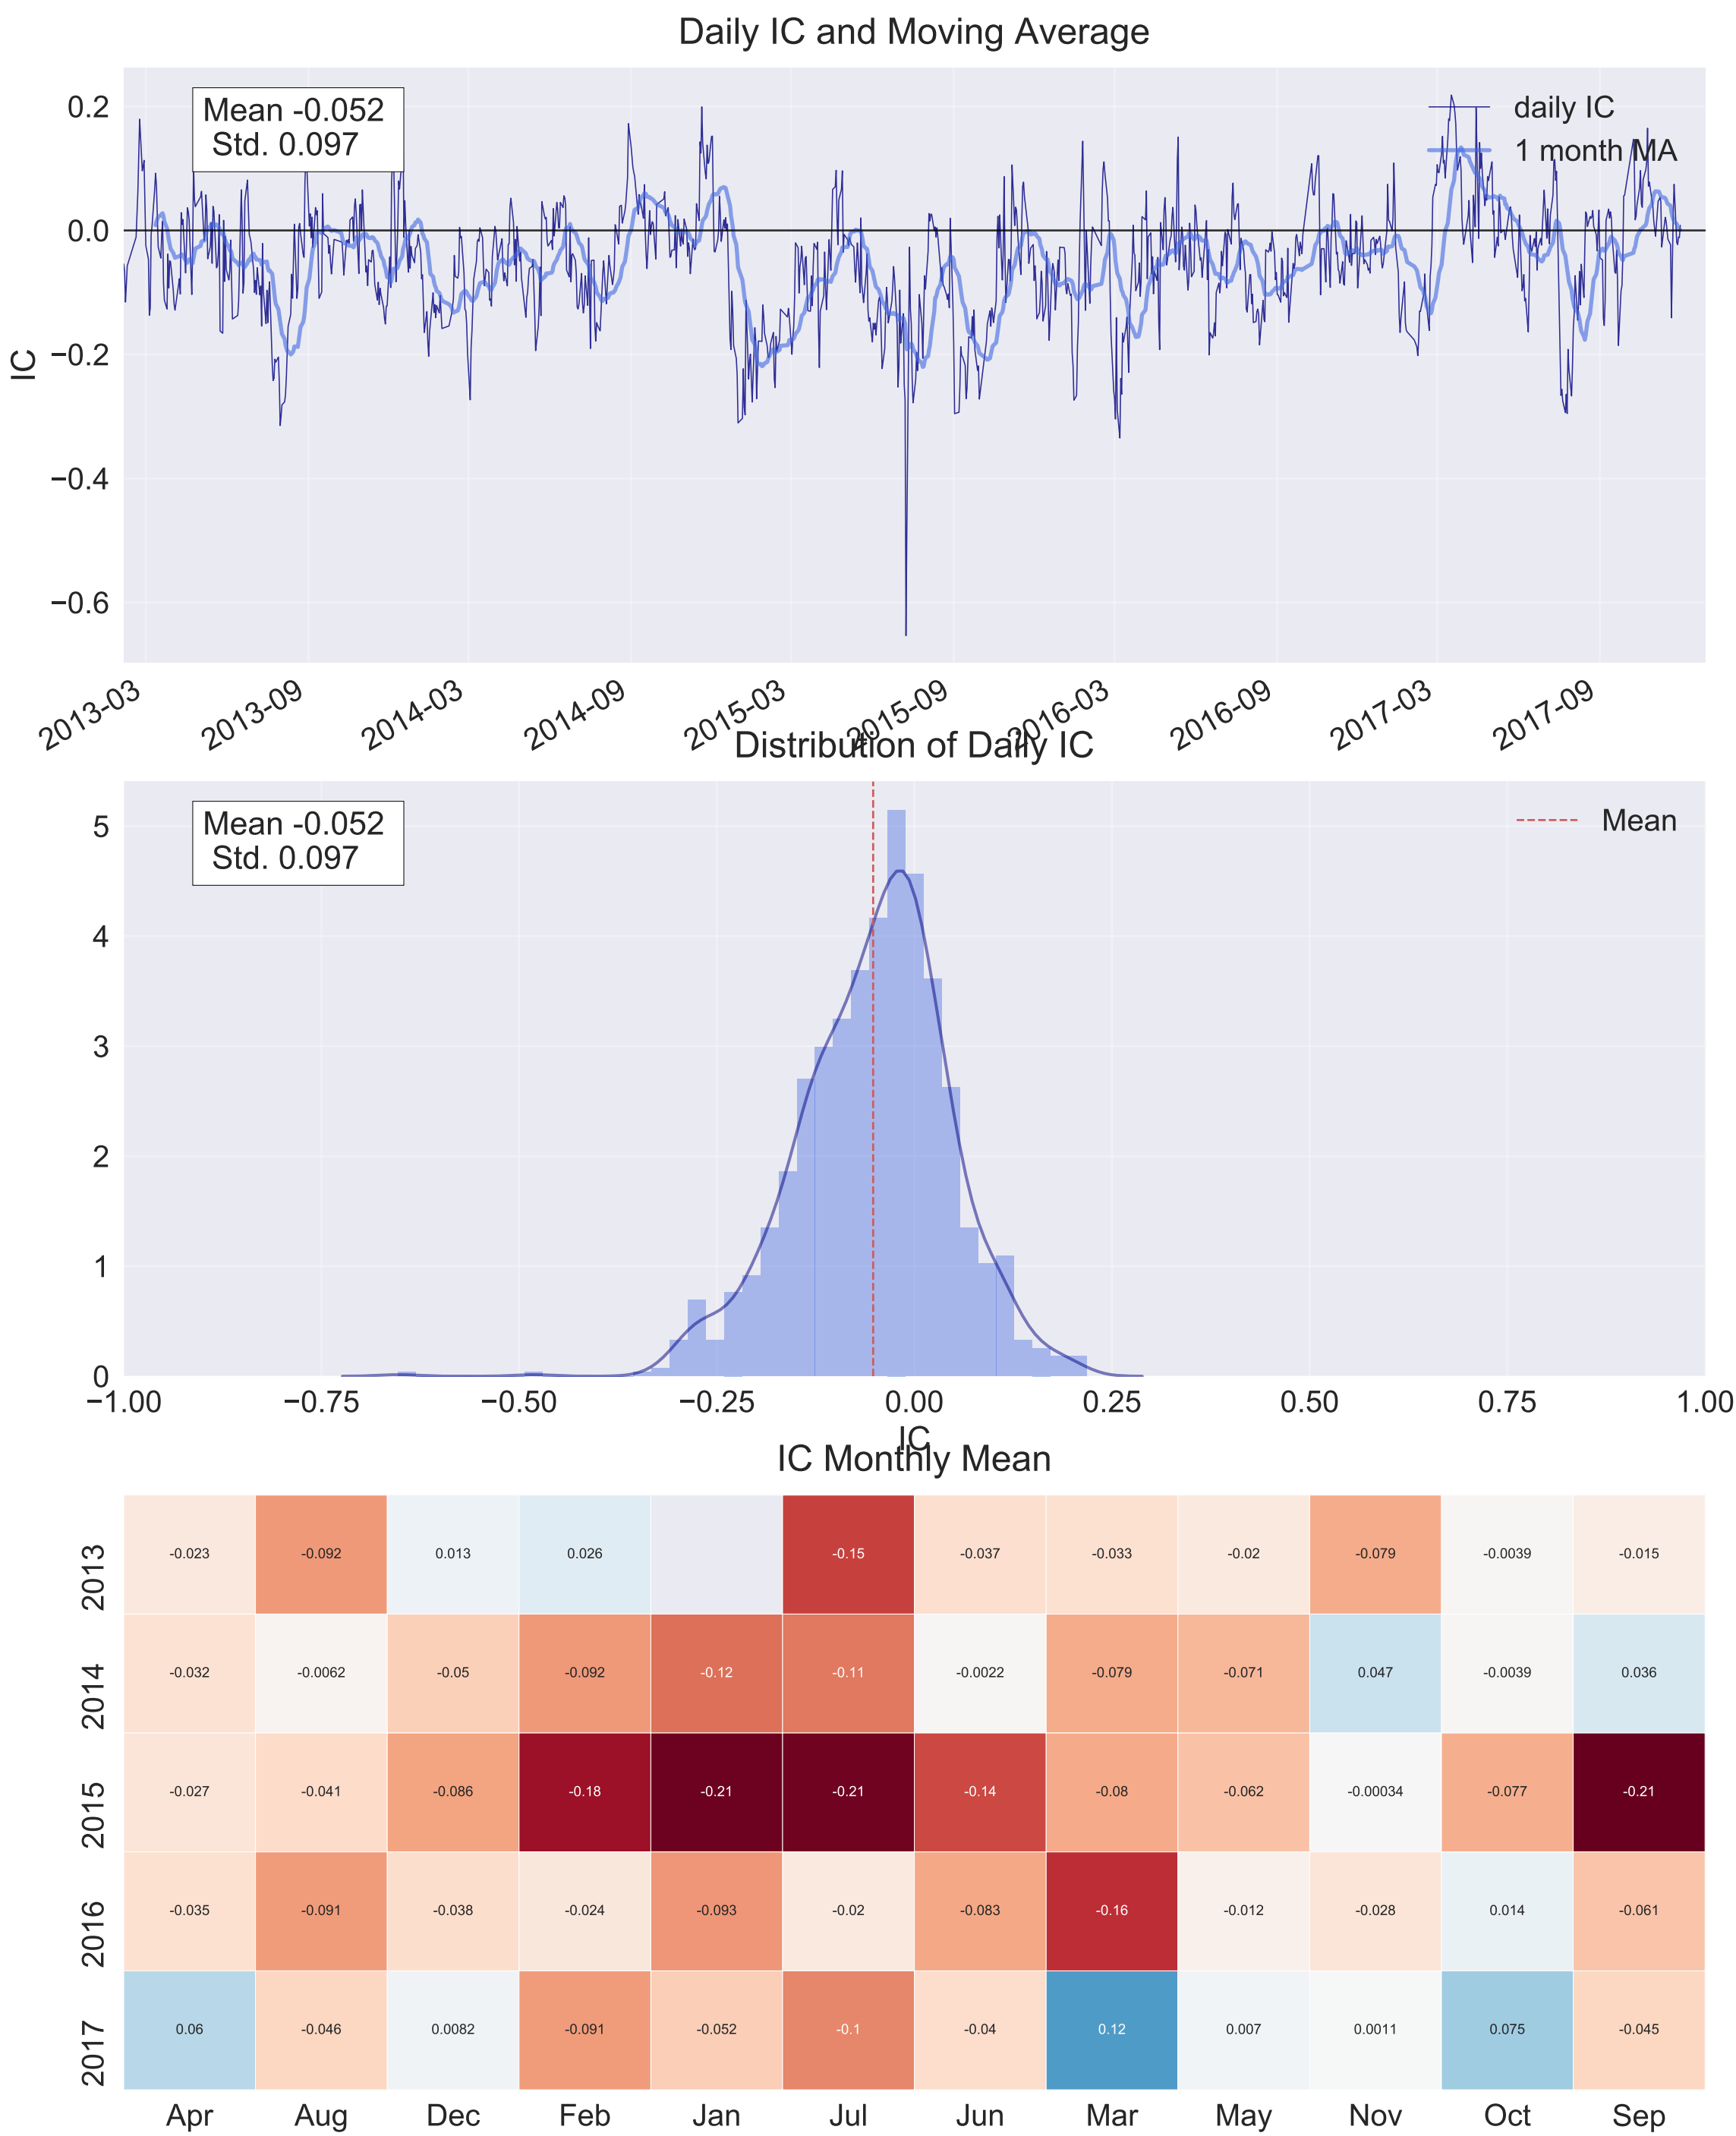 Daily IC and Moving Average
0.2
0.0
−0.2
−0.4
−0.6
IC
Mean -0.052
Std. 0.097
daily IC
1 month MA
2013-03
2013-09
2014-03
2014-09
2015-03
2015-09
2016-03
2016-09
2017-03
2017-09
Distribution of Daily IC
5
4
3
2
1
0
Mean -0.052
Std. 0.097
Mean
−1.00 −0.75 −0.50 −0.25 0.00 0.25 0.50 0.75 1.00
IC
IC Monthly Mean
2013 -0.023 -0.092 0.013 0.026 -0.15 -0.037 -0.033 -0.02 -0.079 -0.0039 -0.015
2014 -0.032 -0.0062 -0.05 -0.092 -0.12 -0.11 -0.0022 -0.079 -0.071 0.047 -0.0039 0.036
2015 -0.027 -0.041 -0.086 -0.18 -0.21 -0.21 -0.14 -0.08 -0.062 -0.00034 -0.077 -0.21
2016 -0.035 -0.091 -0.038 -0.024 -0.093 -0.02 -0.083 -0.16 -0.012 -0.028 0.014 -0.061
2017 0.06 -0.046 0.0082 -0.091 -0.052 -0.1 -0.04 0.12 0.007 0.0011 0.075 -0.045
Apr Aug Dec Feb Jan Jul Jun Mar May Nov Oct Sep